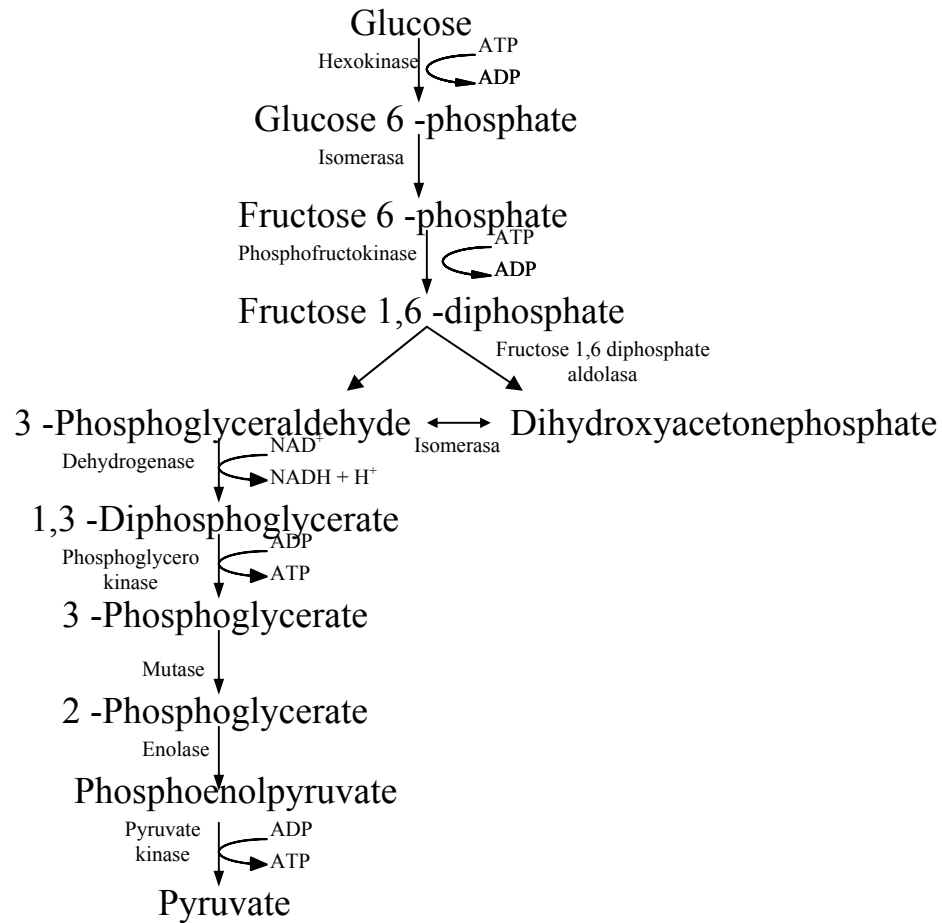 Glucose
Hexokinase
ATP
ADP
Glucose 6 -phosphate
Isomerasa
Fructose 6 -phosphate
Phosphofructokinase
ATP
ADP
Fructose 1,6 -diphosphate
Fructose 1,6 diphosphate
aldolasa
3 -Phosphoglyceraldehyde
Isomerasa
Dihydroxyacetonephosphate
Dehydrogenase
NAD⁺
NADH + H⁺
1,3 -Diphosphoglycerate
Phosphoglycero
kinase
ADP
ATP
3 -Phosphoglycerate
Mutase
2 -Phosphoglycerate
Enolase
Phosphoenolpyruvate
Pyruvate
kinase
ADP
ATP
Pyruvate